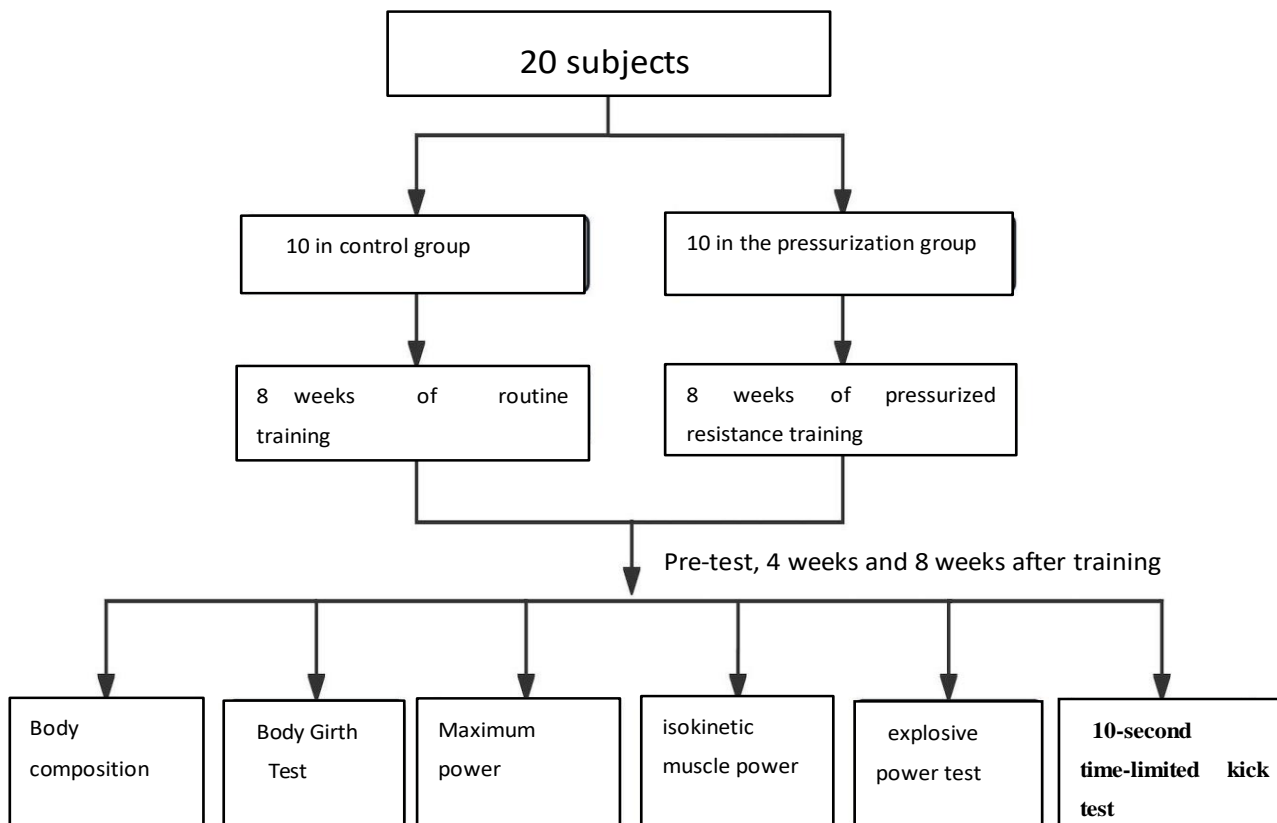 20 subjects
10 in control group
10 in the pressurization group
8 weeks of routine
training
8 weeks of pressurized
resistance training
Pre-test, 4 weeks and 8 weeks after training
Body
composition
Body Girth
Test
Maximum
power
isokinetic
muscle power
explosive
power test
10-second
time-limited kick
test